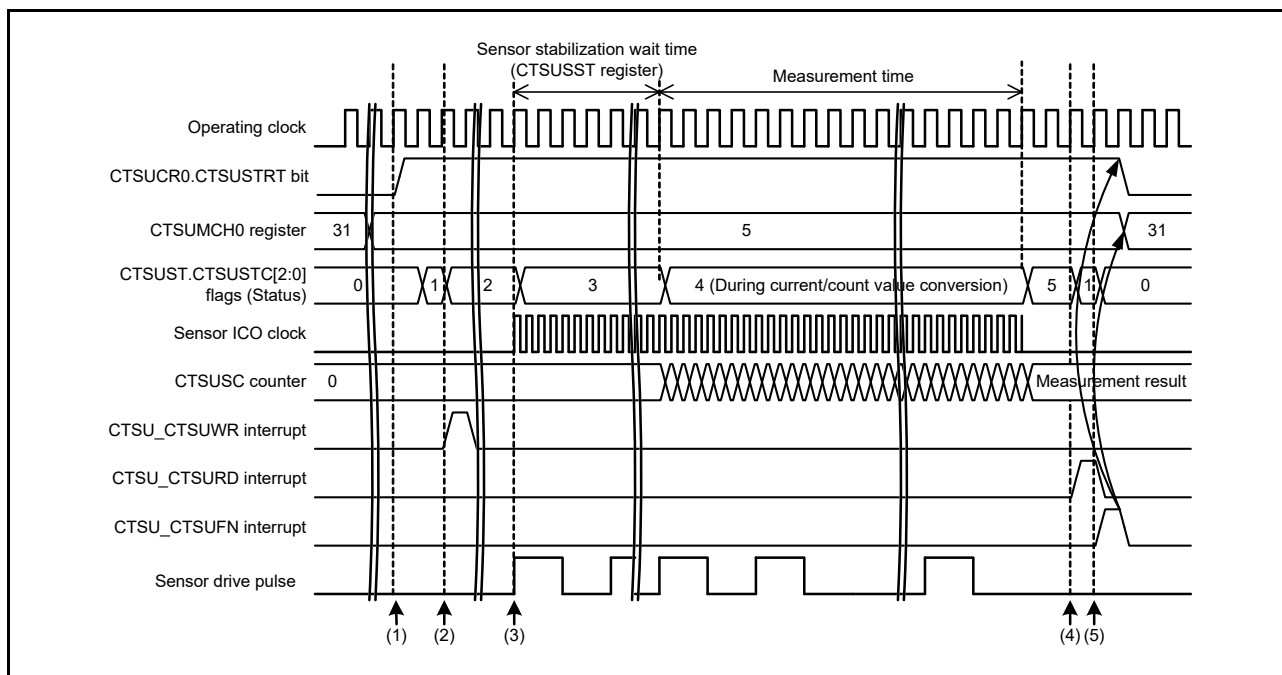 Sensor stabilization wait time
(CTSUSST register)
Measurement time
Operating clock
CTSUCR0.CTSUSTRT bit
CTSUMCH0 register
31
5
31
CTSUST.CTSUSTC[2:0]
flags (Status)
0
1
2
3
4 (During current/count value conversion)
5
1
0
Sensor ICO clock
CTSUSC counter
0
Measurement result
CTSU_CTSUWR interrupt
CTSU_CTSURD interrupt
CTSU_CTSUFN interrupt
Sensor drive pulse
(1)
(2)
(3)
(4)
(5)